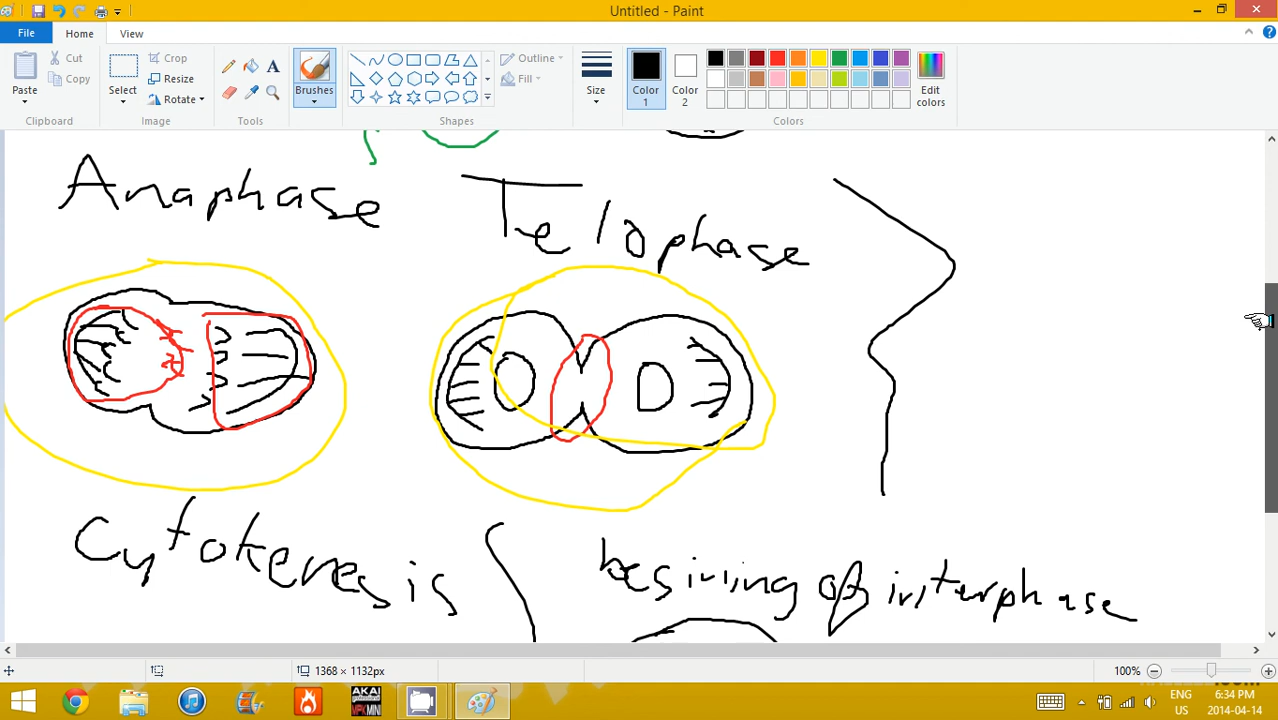 Untitled - Paint
File Home View
Paste
Cut
Copy
Clipboard
Select
Crop
Resize
Rotate
Image
Tools
Brushes
Outline
Fill
Shapes
Size
Color 1
Color 2
Edit colors
Colors
Anaphase Telophase
Cytokenesis besining of interphase
1368 × 1132px
100%
AKAI
ENG
US
6:34 PM
2014-04-14